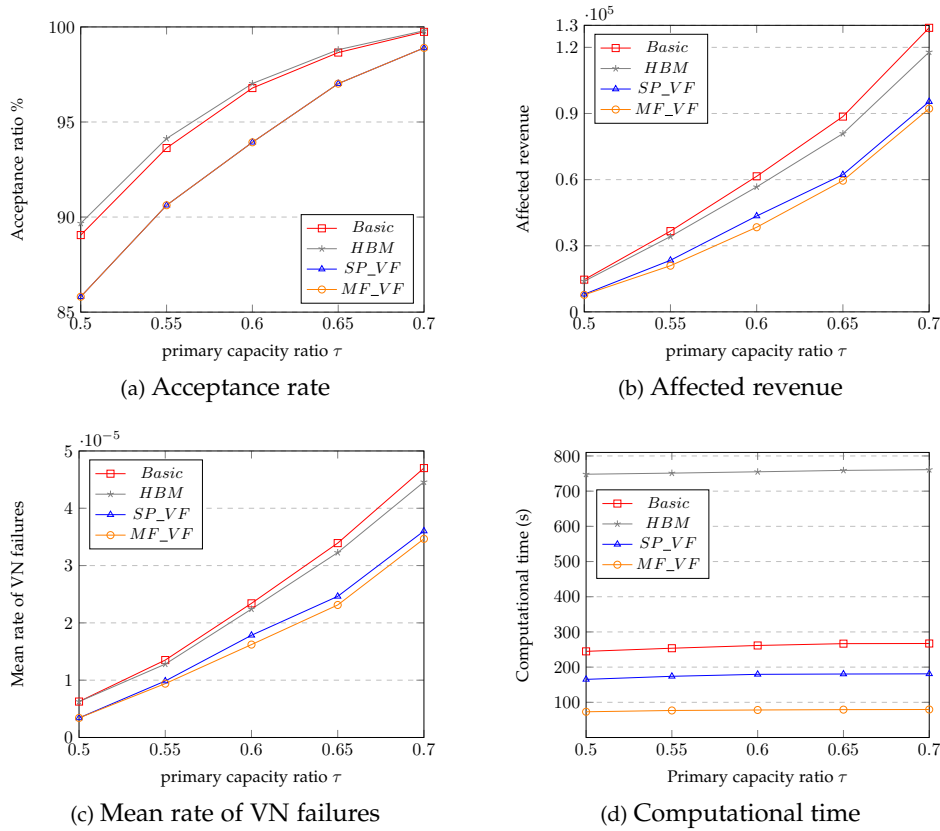 100
95
90
85
0.5 0.55 0.6 0.65 0.7
Acceptance ratio %
primary capacity ratio τ
Basic
HBM
SP_VF
MF_VF
(a) Acceptance rate
·10^5
1.3
1.2
0.9
0.6
0.3
0
0.5 0.55 0.6 0.65 0.7
Affected revenue
primary capacity ratio τ
Basic
HBM
SP_VF
MF_VF
(b) Affected revenue
·10^-5
5
4
3
2
1
0
0.5 0.55 0.6 0.65 0.7
Mean rate of VN failures
primary capacity ratio τ
Basic
HBM
SP_VF
MF_VF
(c) Mean rate of VN failures
800
700
600
500
400
300
200
100
0.5 0.55 0.6 0.65 0.7
Computational time (s)
Primary capacity ratio τ
Basic
HBM
SP_VF
MF_VF
(d) Computational time